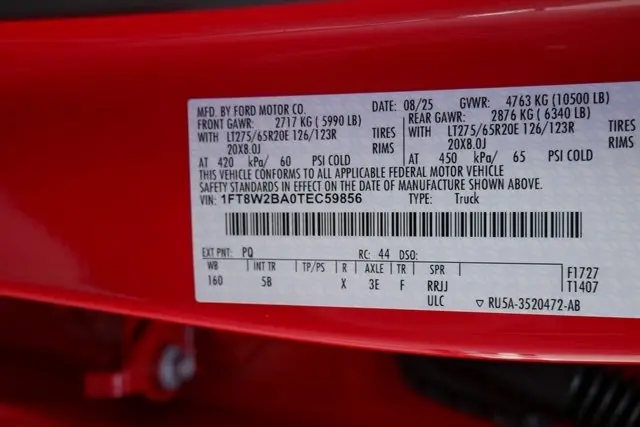 MFD. BY FORD MOTOR CO. DATE: 08/25 GVWR: 4763 KG (10500 LB)
FRONT GAWR: 2717 KG ( 5990 LB) REAR GAWR: 2876 KG ( 6340 LB)
WITH LT275/65R20E 126/123R TIRES WITH LT275/65R20E 126/123R TIRES
20X8.0J RIMS 20X8.0J RIMS
AT 420 kPa/ 60 PSI COLD AT 450 kPa/ 65 PSI COLD
THIS VEHICLE CONFORMS TO ALL APPLICABLE FEDERAL MOTOR VEHICLE
SAFETY STANDARDS IN EFFECT ON THE DATE OF MANUFACTURE SHOWN ABOVE.
VIN: 1FT8W2BA0TEC59856 TYPE: Truck
EXT PNT: PQ RC: 44 DSO:
WB INT TR TP/PS R AXLE TR SPR F1727
160 SB X 3E F RRJJ T1407
ULC ▽ RU5A-3520472-AB